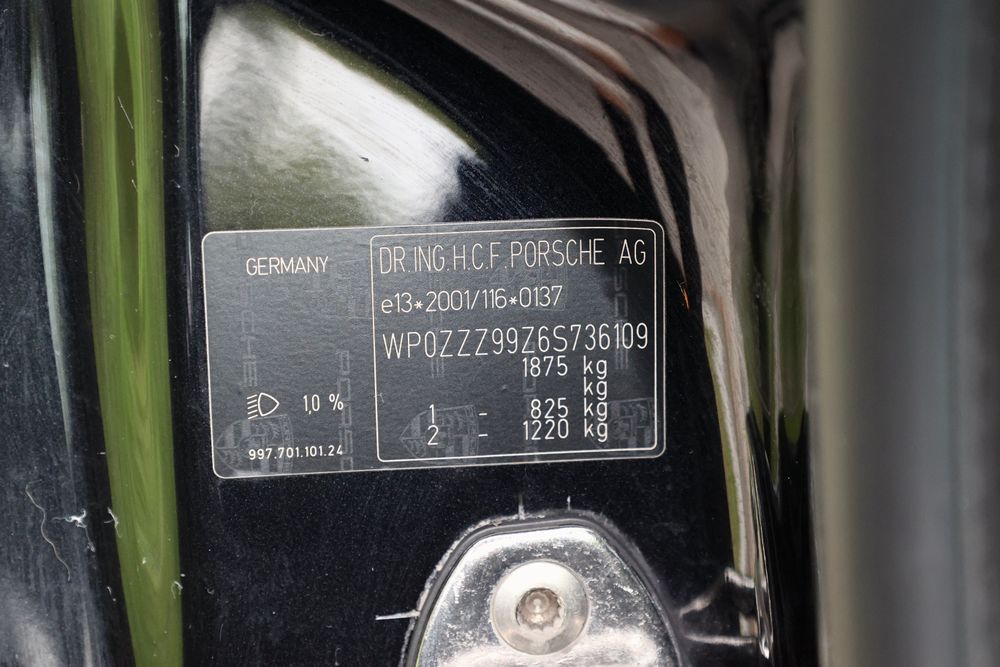 GERMANY
DR.ING.H.C.F.PORSCHE AG
e13*2001/116*0137
WP0ZZZ99Z6S736109
1875 kg
kg
1,0 %
1 - 825 kg
2 - 1220 kg
997.701.101.24